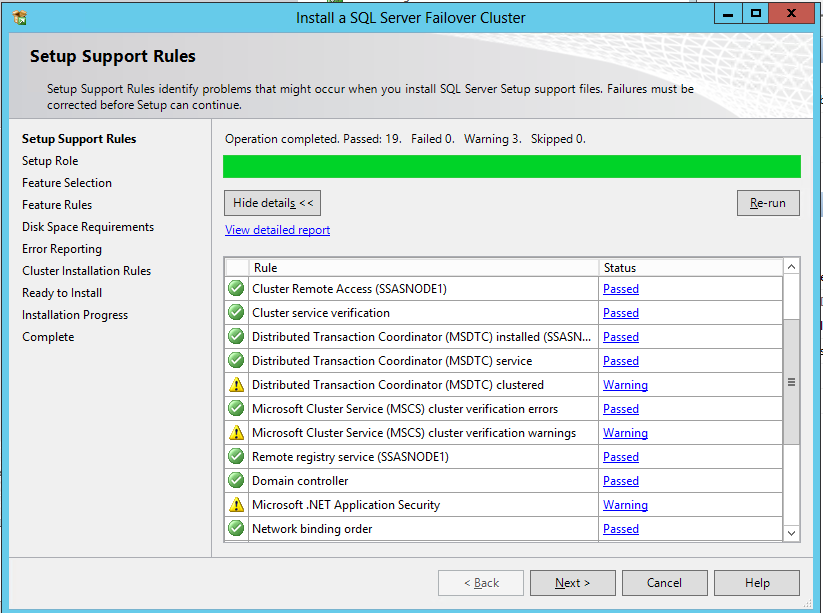 Install a SQL Server Failover Cluster
Setup Support Rules
Setup Support Rules identify problems that might occur when you install SQL Server Setup support files. Failures must be
corrected before Setup can continue.
Setup Support Rules
Setup Role
Feature Selection
Feature Rules
Disk Space Requirements
Error Reporting
Cluster Installation Rules
Ready to Install
Installation Progress
Complete
Operation completed. Passed: 19. Failed 0. Warning 3. Skipped 0.
Hide details <<
Re-run
View detailed report
Rule Status
Cluster Remote Access (SSASNODE1) Passed
Cluster service verification Passed
Distributed Transaction Coordinator (MSDTC) installed (SSASN... Passed
Distributed Transaction Coordinator (MSDTC) service Passed
Distributed Transaction Coordinator (MSDTC) clustered Warning
Microsoft Cluster Service (MSCS) cluster verification errors Passed
Microsoft Cluster Service (MSCS) cluster verification warnings Warning
Remote registry service (SSASNODE1) Passed
Domain controller Passed
Microsoft .NET Application Security Warning
Network binding order Passed
< Back
Next >
Cancel
Help